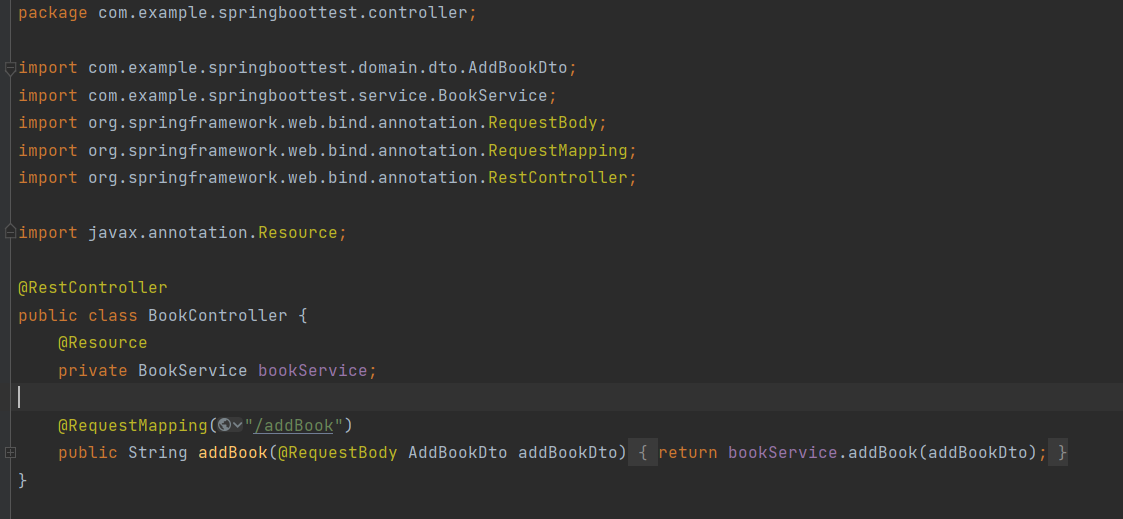 package com.example.springboottest.controller;
import com.example.springboottest.domain.dto.AddBookDto;
import com.example.springboottest.service.BookService;
import org.springframework.web.bind.annotation.RequestBody;
import org.springframework.web.bind.annotation.RequestMapping;
import org.springframework.web.bind.annotation.RestController;
import javax.annotation.Resource;
@RestController
public class BookController {
    @Resource
    private BookService bookService;
    @RequestMapping("/addBook")
    public String addBook(@RequestBody AddBookDto addBookDto) { return bookService.addBook(addBookDto); }
}